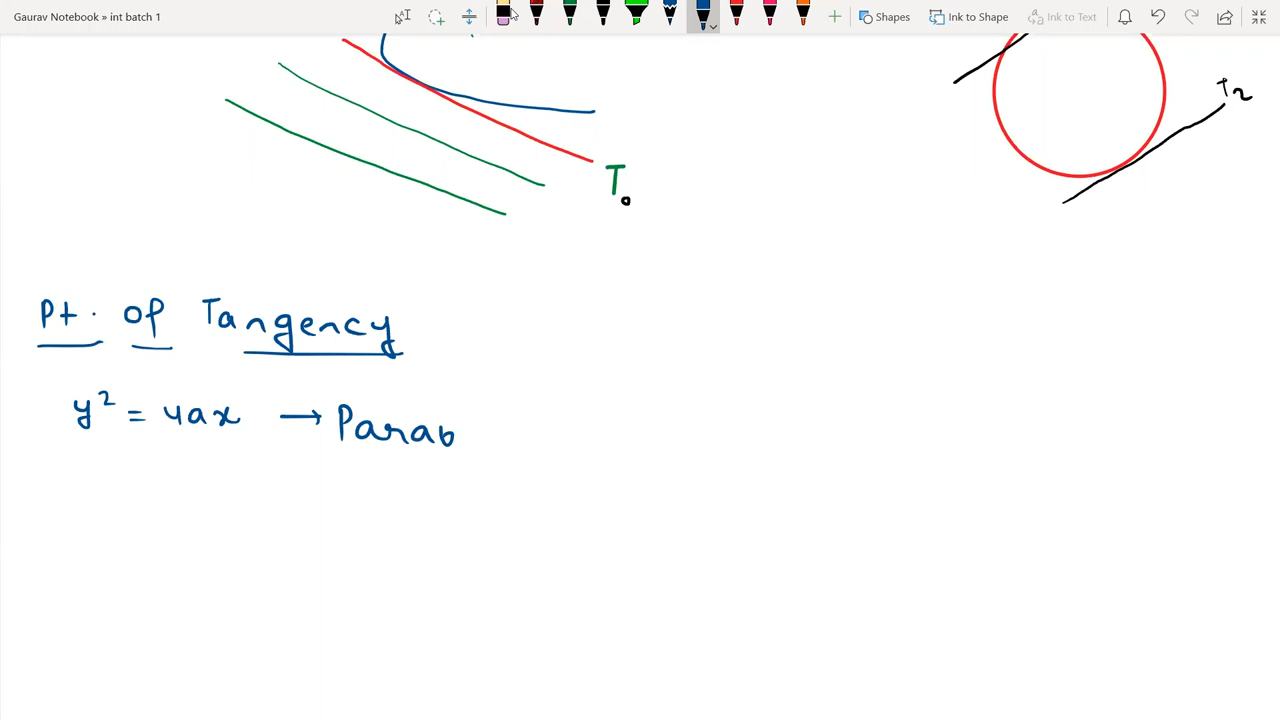 Gaurav Notebook » int batch 1
Shapes
Ink to Shape
Ink to Text
T₂
T₀
Pt. of Tangency
y² = 4ax → Parab